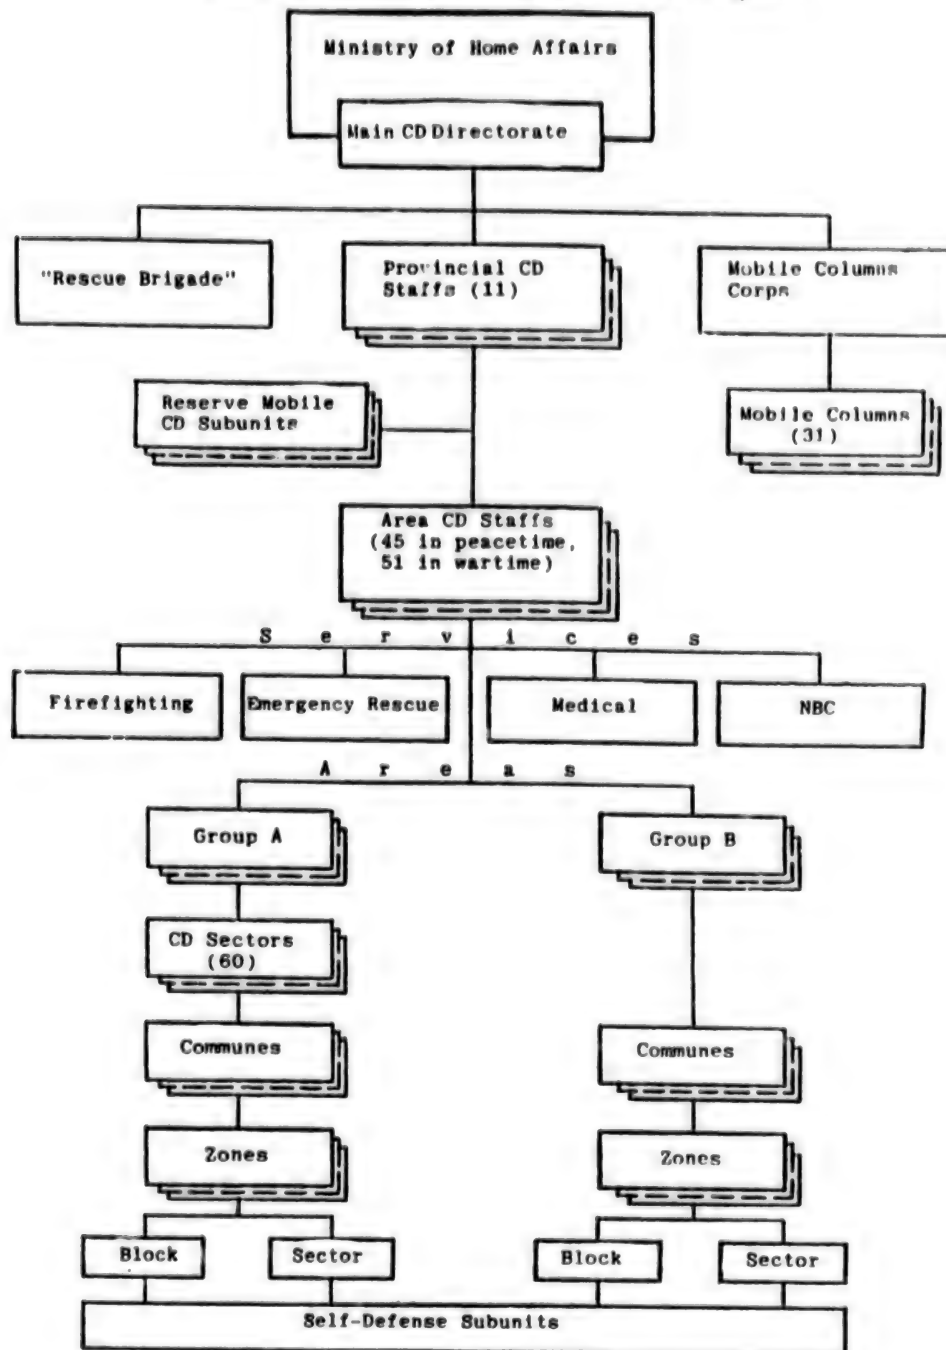 Ministry of Home Affairs
Main CD Directorate
"Rescue Brigade"
Provincial CD
Staffs (11)
Mobile Columns
Corps
Reserve Mobile
CD Subunits
Mobile Columns
(31)
Area CD Staffs
(45 in peacetime,
51 in wartime)
S e r v i c e s
Firefighting
Emergency Rescue
Medical
NBC
A r e a s
Group A
Group B
CD Sectors
(60)
Communes
Communes
Zones
Zones
Block
Sector
Block
Sector
Self-Defense Subunits